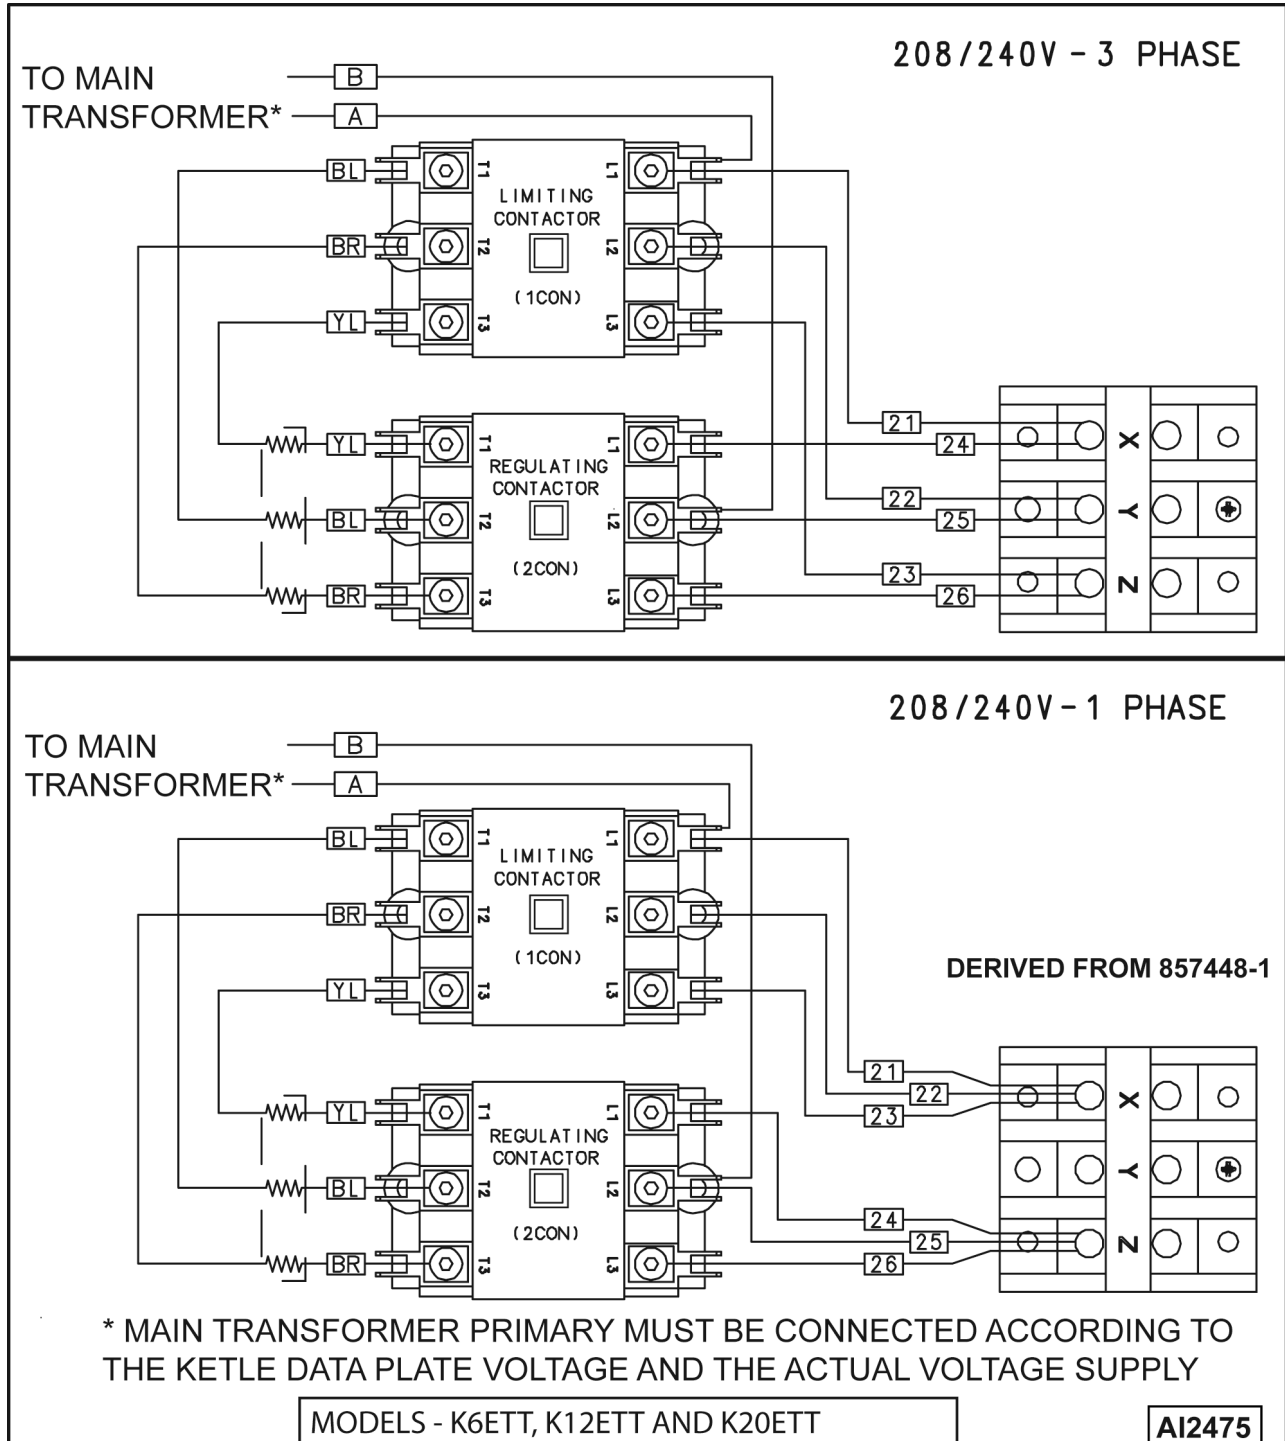 208/240V-3 PHASE
TO MAIN
TRANSFORMER*
B
A
BL
T1
L1
LIMITING
CONTACTOR
BR
T2
L2
(1CON)
YL
T3
L3
YL
T1
L1
REGULATING
CONTACTOR
BL
T2
L2
(2CON)
BR
T3
L3
21
24
X
22
25
Y
23
26
Z
208/240V-1 PHASE
TO MAIN
TRANSFORMER*
B
A
BL
T1
L1
LIMITING
CONTACTOR
BR
T2
L2
(1CON)
YL
T3
L3
DERIVED FROM 857448-1
YL
T1
L1
REGULATING
CONTACTOR
BL
T2
L2
(2CON)
BR
T3
L3
21
22
23
X
Y
24
25
26
Z
* MAIN TRANSFORMER PRIMARY MUST BE CONNECTED ACCORDING TO
THE KETLE DATA PLATE VOLTAGE AND THE ACTUAL VOLTAGE SUPPLY
MODELS - K6ETT, K12ETT AND K20ETT
AI2475